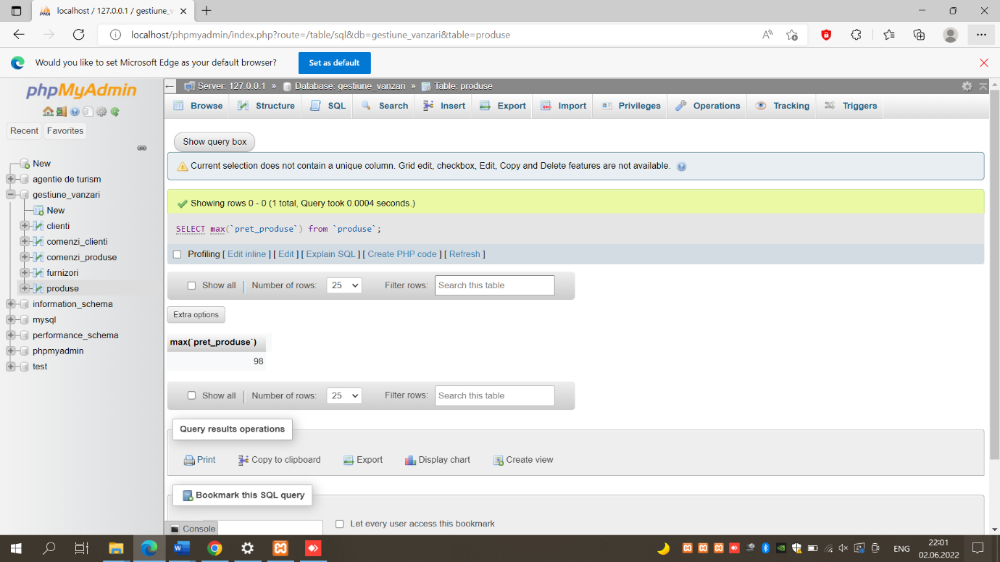 localhost / 127.0.0.1 / gestiune_v
localhost/phpmyadmin/index.php?route=/table/sql&db=gestiune_vanzari&table=produse
Would you like to set Microsoft Edge as your default browser? Set as default
phpMyAdmin
Recent Favorites
New
agentie de turism
gestiune_vanzari
New
clienti
comenzi_clienti
comenzi_produse
furnizori
produse
information_schema
mysql
performance_schema
phpmyadmin
test
Server: 127.0.0.1 » Database: gestiune_vanzari » Table: produse
Browse Structure SQL Search Insert Export Import Privileges Operations Tracking Triggers
Show query box
Current selection does not contain a unique column. Grid edit, checkbox, Edit, Copy and Delete features are not available.
Showing rows 0 - 0 (1 total, Query took 0.0004 seconds.)
SELECT max(`pret_produse`) from `produse`;
Profiling [ Edit inline ] [ Edit ] [ Explain SQL ] [ Create PHP code ] [ Refresh ]
Show all Number of rows: 25 Filter rows: Search this table
Extra options
max(`pret_produse`)
98
Show all Number of rows: 25 Filter rows: Search this table
Query results operations
Print Copy to clipboard Export Display chart Create view
Bookmark this SQL query
Console Let every user access this bookmark
ENG 22:01
02.06.2022